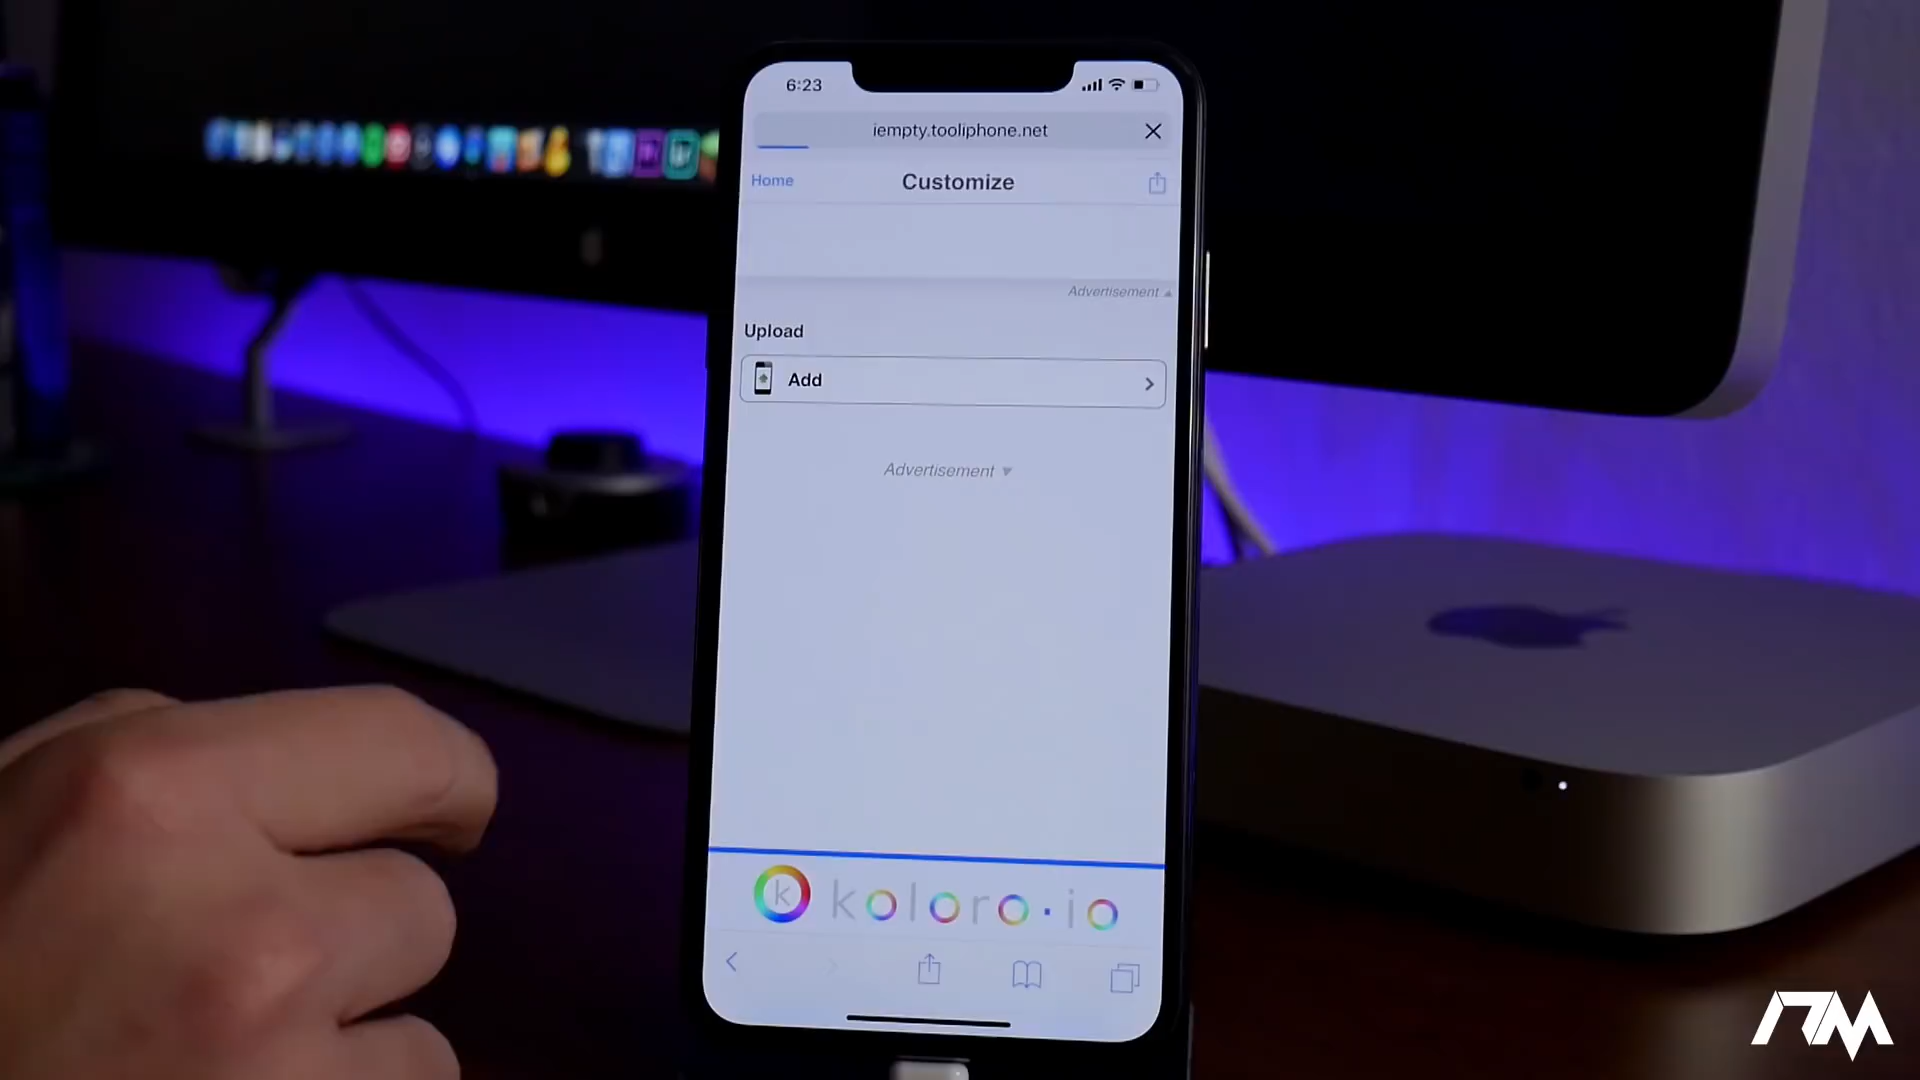 6:23
iempty.tooliphone.net
Home
Customize
Advertisement
Upload
Add
Advertisement
k koloro.io